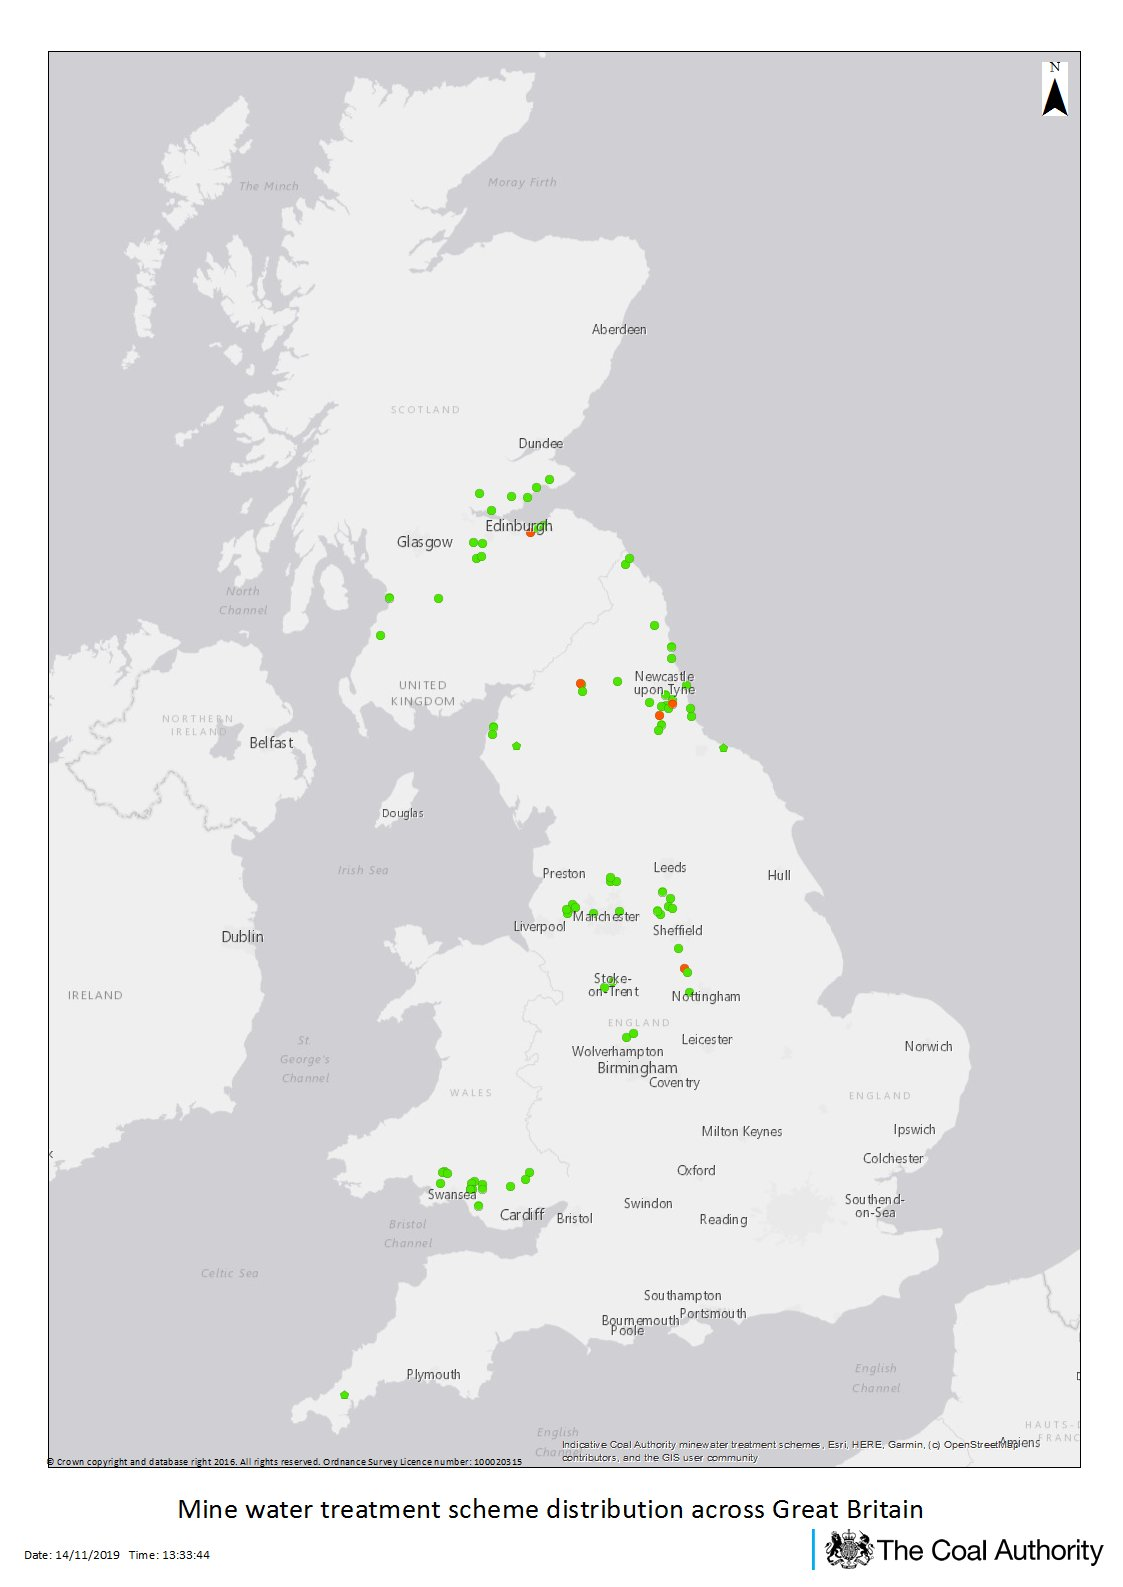 N
The Minch
Moray Firth
Aberdeen
SCOTLAND
Dundee
Edinburgh
Glasgow
North
Channel
UNITED
KINGDOM
Newcastle
upon Tyne
NORTHERN
IRELAND
Belfast
Douglas
Irish Sea
Preston
Leeds
Hull
Manchester
Liverpool
Sheffield
Dublin
IRELAND
Stoke-
on-Trent
Nottingham
ENGLAND
St.
George's
Channel
Leicester
Norwich
Wolverhampton
Birmingham
Coventry
WALES
ENGLAND
Milton Keynes
Ipswich
Colchester
Oxford
Swansea
Swindon
Southend-
on-Sea
Cardiff
Bristol
Reading
Bristol
Channel
Celtic Sea
Southampton
Portsmouth
Bournemouth
Poole
Plymouth
English
Channel
English
Channel
HAUTS-D
FRANC
Amiens
Indicative Coal Authority minewater treatment schemes, Esri, HERE, Garmin, (c) OpenStreetMap
contributors, and the GIS user community
© Crown copyright and database right 2016. All rights reserved. Ordnance Survey Licence number: 100020315
Mine water treatment scheme distribution across Great Britain
Date: 14/11/2019 Time: 13:33:44
The Coal Authority